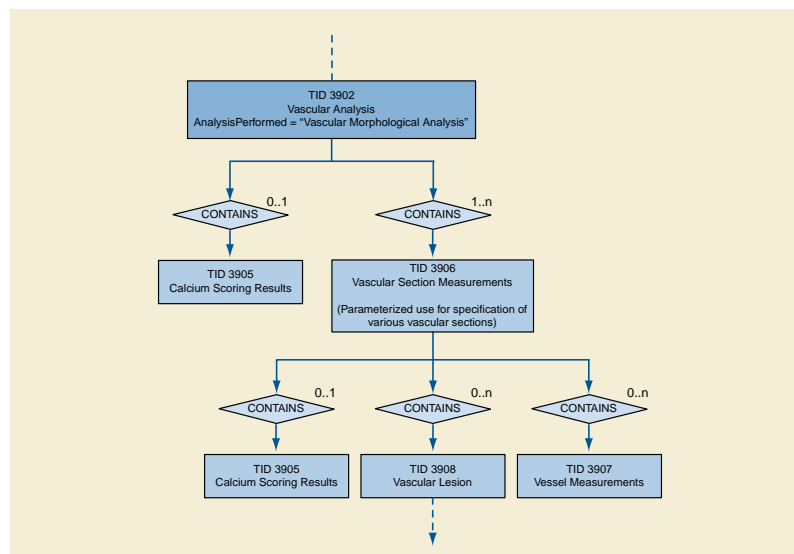 TID 3902
Vascular Analysis
AnalysisPerformed = “Vascular Morphological Analysis”
0..1
1..n
CONTAINS
CONTAINS
TID 3905
Calcium Scoring Results
TID 3906
Vascular Section Measurements
(Parameterized use for specification of
various vascular sections)
0..1
0..n
0..n
CONTAINS
CONTAINS
CONTAINS
TID 3905
Calcium Scoring Results
TID 3908
Vascular Lesion
TID 3907
Vessel Measurements